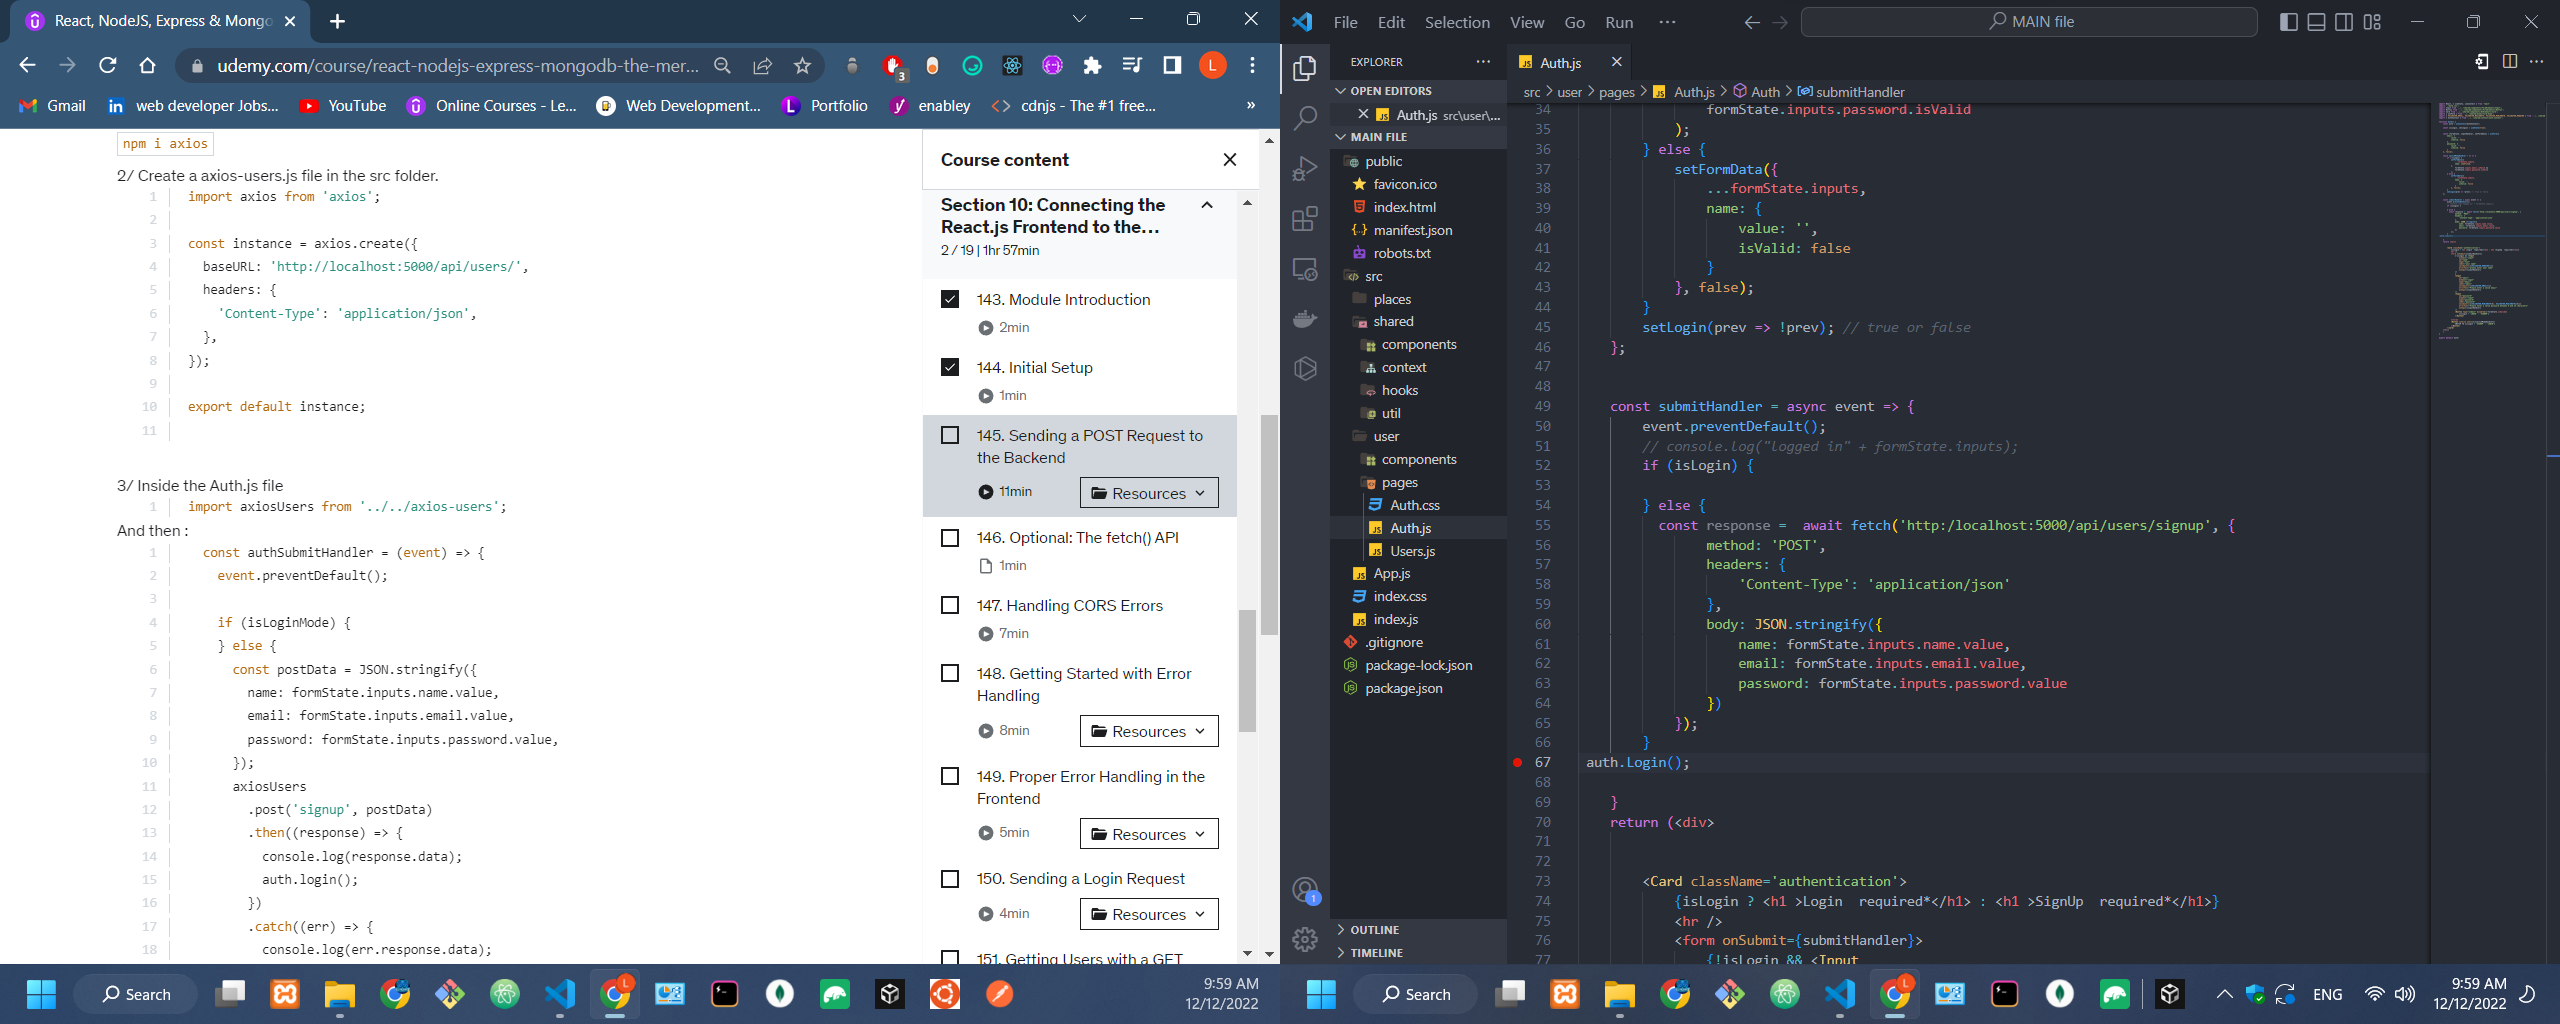 React, NodeJS, Express & Mongo
udemy.com/course/react-nodejs-express-mongodb-the-mer...
3
L
Gmail
web developer Jobs...
YouTube
Online Courses - Le...
Web Development...
Portfolio
enabley
cdnjs - The #1 free...
»
npm i axios
2/ Create a axios-users.js file in the src folder.
1 import axios from 'axios';
2
3 const instance = axios.create({
4 baseURL: 'http://localhost:5000/api/users/',
5 headers: {
6 'Content-Type': 'application/json',
7 },
8 });
9
10 export default instance;
11
3/ Inside the Auth.js file
1 import axiosUsers from '../../axios-users';
And then :
1 const authSubmitHandler = (event) => {
2 event.preventDefault();
3
4 if (isLoginMode) {
5 } else {
6 const postData = JSON.stringify({
7 name: formState.inputs.name.value,
8 email: formState.inputs.email.value,
9 password: formState.inputs.password.value,
10 });
11 axiosUsers
12 .post('signup', postData)
13 .then((response) => {
14 console.log(response.data);
15 auth.login();
16 })
17 .catch((err) => {
18 console.log(err.response.data);
Course content
Section 10: Connecting the
React.js Frontend to the...
2 / 19 | 1hr 57min
143. Module Introduction
2min
144. Initial Setup
1min
145. Sending a POST Request to
the Backend
11min
Resources
146. Optional: The fetch() API
1min
147. Handling CORS Errors
7min
148. Getting Started with Error
Handling
8min
Resources
149. Proper Error Handling in the
Frontend
5min
Resources
150. Sending a Login Request
4min
Resources
151. Getting Users with a GET
Search
9:59 AM
12/12/2022
File Edit Selection View Go Run ...
MAIN file
EXPLORER
OPEN EDITORS
Auth.js src\user\...
MAIN FILE
public
favicon.ico
index.html
manifest.json
robots.txt
src
places
shared
components
context
hooks
util
user
components
pages
Auth.css
Auth.js
Users.js
App.js
index.css
index.js
.gitignore
package-lock.json
package.json
OUTLINE
TIMELINE
1
Auth.js
src > user > pages > Auth.js > Auth > submitHandler
34 formState.inputs.password.isValid
35 );
36 } else {
37 setFormData({
38 ...formState.inputs,
39 name: {
40 value: '',
41 isValid: false
42 }
43 }, false);
44 }
45 setLogin(prev => !prev); // true or false
46 };
47
48
49 const submitHandler = async event => {
50 event.preventDefault();
51 // console.log("logged in" + formState.inputs);
52 if (isLogin) {
53
54 } else {
55 const response =  await fetch('http:/localhost:5000/api/users/signup', {
56 method: 'POST',
57 headers: {
58 'Content-Type': 'application/json'
59 },
60 body: JSON.stringify({
61 name: formState.inputs.name.value,
62 email: formState.inputs.email.value,
63 password: formState.inputs.password.value
64 })
65 });
66 }
67 auth.Login();
68
69 }
70 return (<div>
71
72
73 <Card className='authentication'>
74 {isLogin ? <h1 >Login  required*</h1> : <h1 >SignUp  required*</h1>}
75 <hr />
76 <form onSubmit={submitHandler}>
77 {!isLogin && <Input
Search
ENG
9:59 AM
12/12/2022